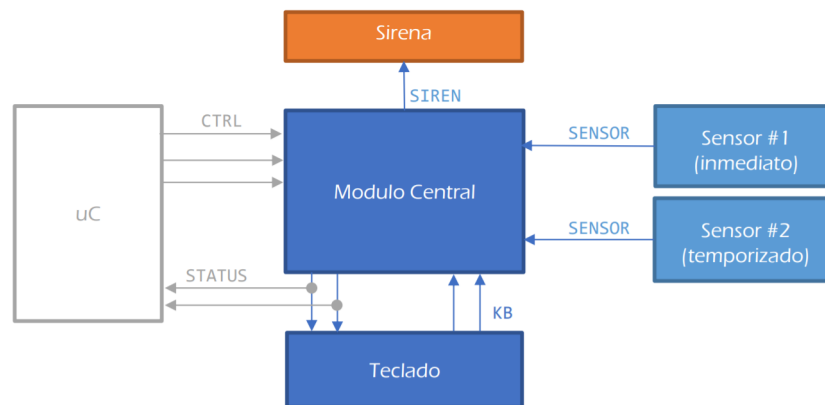 Sirena
SIREN
CTRL
SENSOR
Sensor #1
(inmediato)
Modulo Central
uC
SENSOR
Sensor #2
(temporizado)
STATUS
KB
Teclado